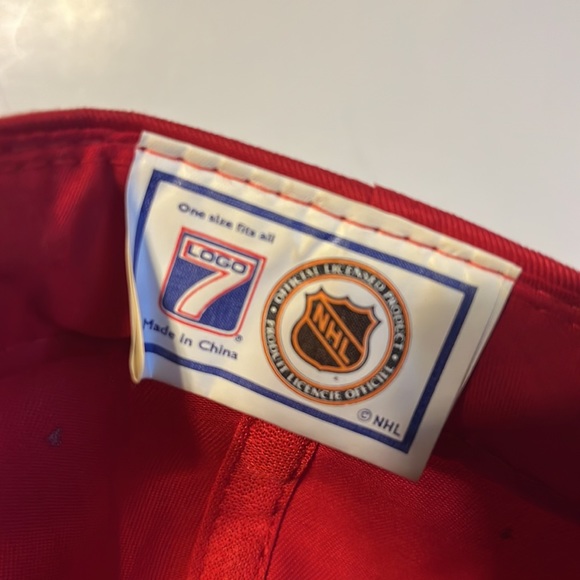 One size fits all
LOGO
7
®
Made in China
OFFICIAL LICENSED PRODUCT
NHL
PRODUIT LICENCIE OFFICIEL
© NHL